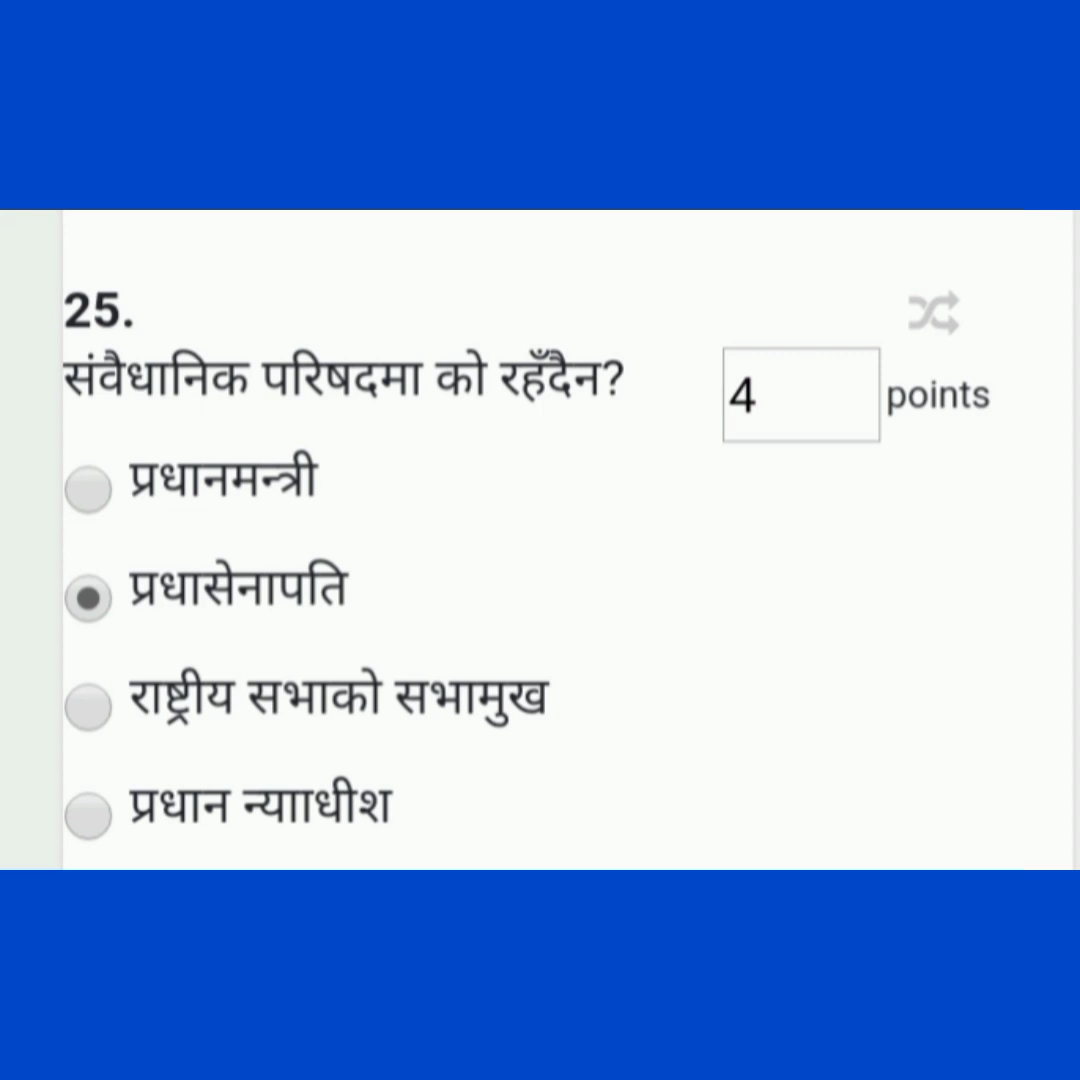 25.
संवैधानिक परिषदमा को रहँदैन?
4 points
प्रधानमन्त्री
प्रधासेनापति
राष्ट्रीय सभाको सभामुख
प्रधान न्यााधीश